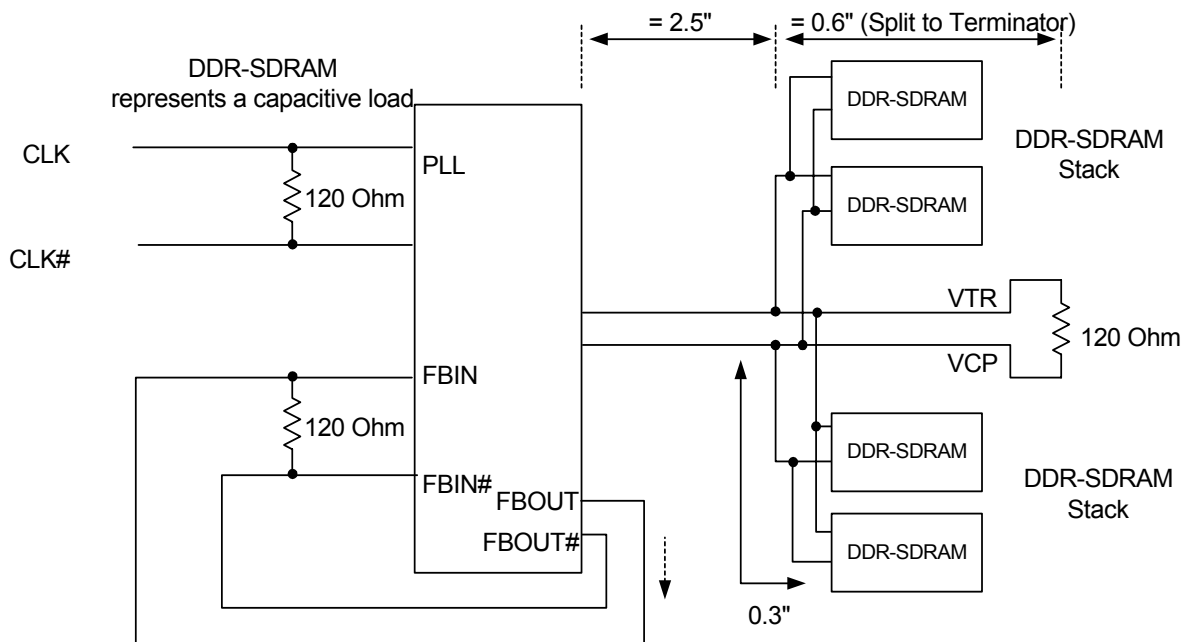 = 2.5"
= 0.6" (Split to Terminator)
DDR-SDRAM
represents a capacitive load
CLK
120 Ohm
CLK#
PLL
FBIN
120 Ohm
FBIN#
FBOUT
FBOUT#
DDR-SDRAM
DDR-SDRAM
DDR-SDRAM
Stack
VTR
120 Ohm
VCP
DDR-SDRAM
DDR-SDRAM
DDR-SDRAM
Stack
0.3"